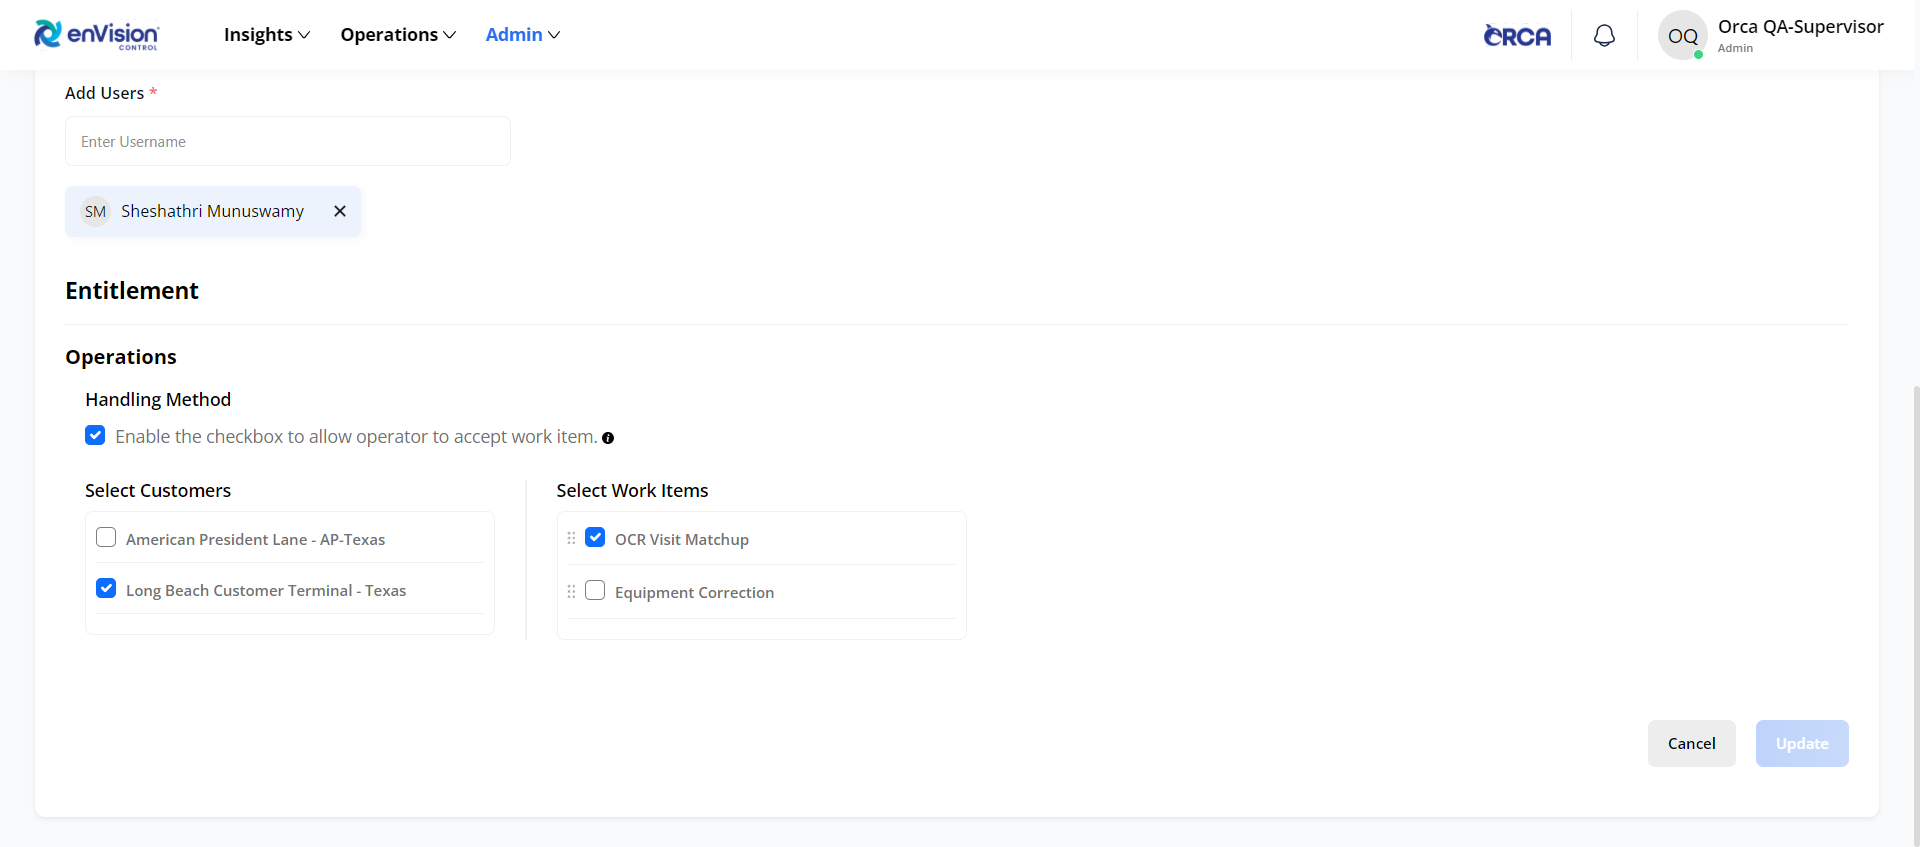 enVision
CONTROL
Insights
Operations
Admin
ORCA
OQ
Orca QA-Supervisor
Admin
Add Users *
Enter Username
SM
Sheshathri Munuswamy
Entitlement
Operations
Handling Method
Enable the checkbox to allow operator to accept work item.
Select Customers
Select Work Items
American President Lane - AP-Texas
OCR Visit Matchup
Long Beach Customer Terminal - Texas
Equipment Correction
Cancel
Update